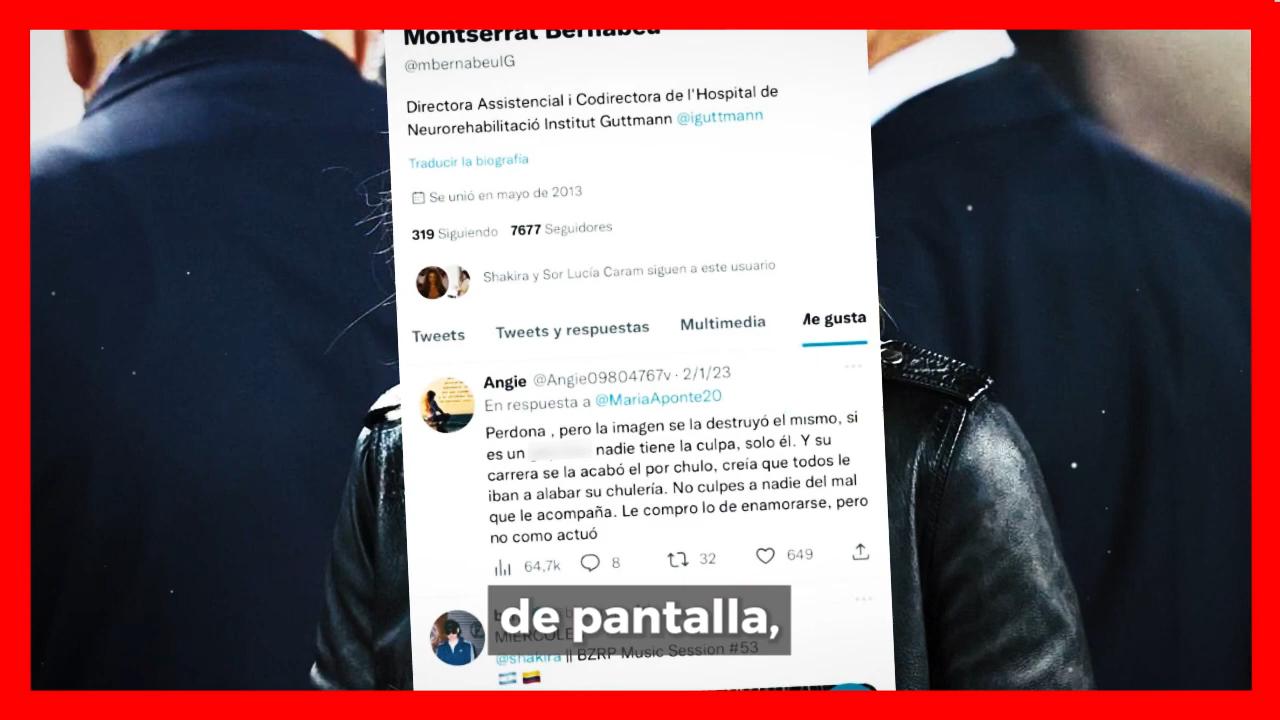 Montserrat Bernabeu
@mbernabeuIG
Directora Assistencial i Codirectora de l'Hospital de
Neurorehabilitació Institut Guttmann @iguttmann
Traducir la biografía
Se unió en mayo de 2013
319 Siguiendo 7677 Seguidores
Shakira y Sor Lucía Caram siguen a este usuario
Tweets Tweets y respuestas Multimedia Me gusta
Angie @Angie09804767v · 2/1/23
En respuesta a @MariaAponte20
Perdona , pero la imagen se la destruyó el mismo, si
es un nadie tiene la culpa, solo él. Y su
carrera se la acabó el por chulo, creía que todos le
iban a alabar su chulería. No culpes a nadie del mal
que le acompaña. Le compro lo de enamorarse, pero
no como actuó
64,7k 8 32 649
de pantalla,
MIÉRCOLE
@shakira || BZRP Music Session #53